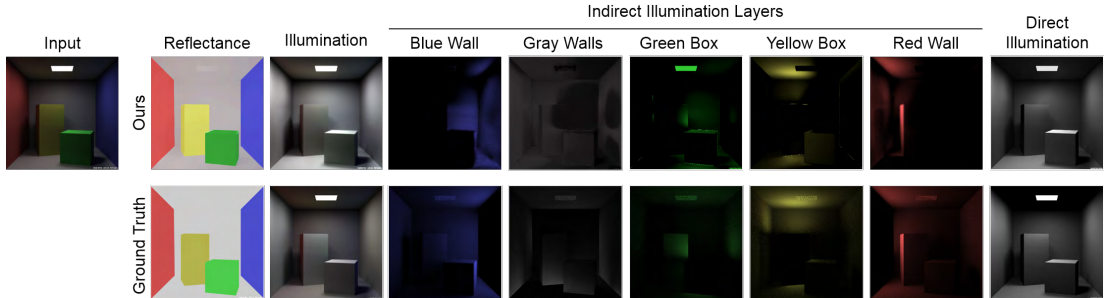 Indirect Illumination Layers
Direct
Illumination
Input
Reflectance
Illumination
Blue Wall
Gray Walls
Green Box
Yellow Box
Red Wall
Ours
Ground Truth